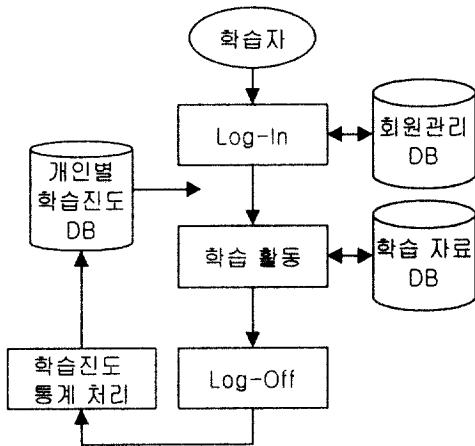 학습자
Log-In
회원관리
DB
개인별
학습진도
DB
학습 활동
학습 자료
DB
학습진도
통계 처리
Log-Off